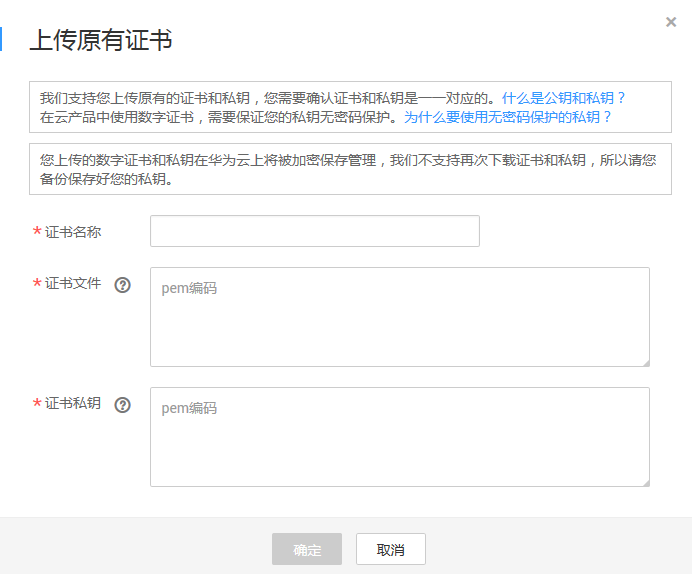 上传原有证书
我们支持您上传原有的证书和私钥，您需要确认证书和私钥是一一对应的。什么是公钥和私钥？
在云产品中使用数字证书，需要保证您的私钥无密码保护。为什么要使用无密码保护的私钥？
您上传的数字证书和私钥在华为云上将被加密保存管理，我们不支持再次下载证书和私钥，所以请您
备份保存好您的私钥。
* 证书名称
* 证书文件 ?
pem编码
* 证书私钥 ?
pem编码
确定 取消